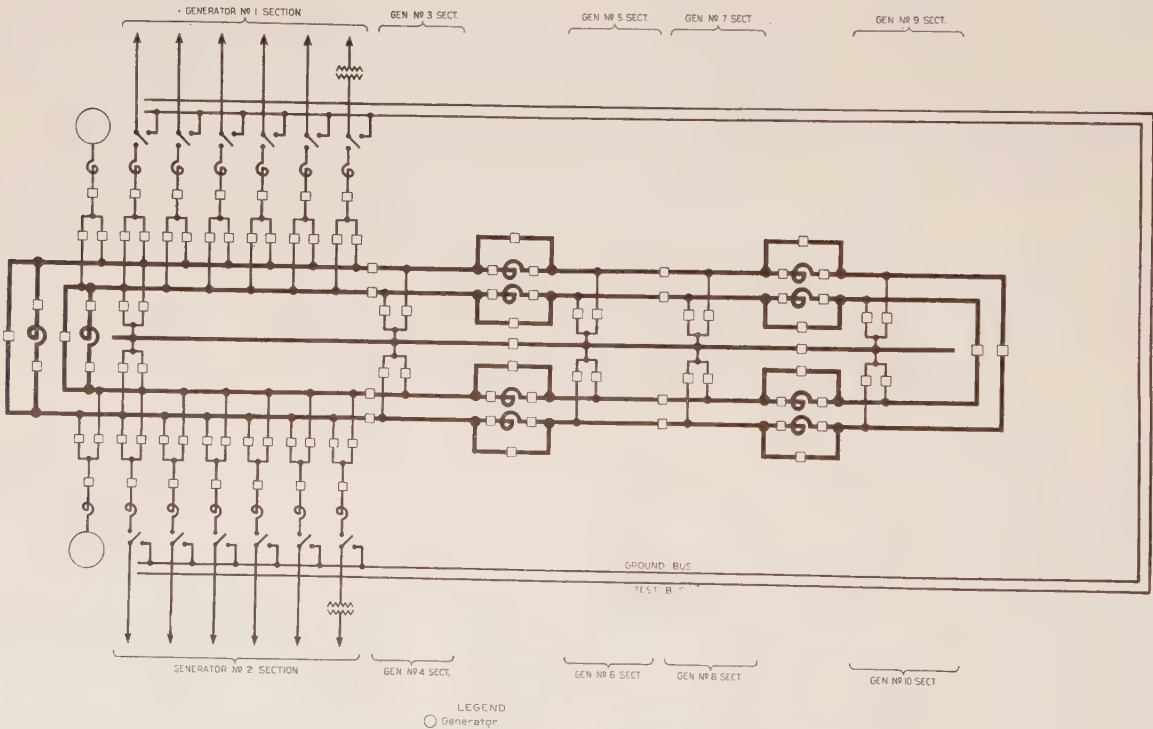 GENERATOR Nº 1 SECTION
GEN Nº 3 SECT.
GEN Nº 5 SECT.
GEN Nº 7 SECT.
GEN Nº 9 SECT.
GROUND BUS
TEST
GENERATOR Nº 2 SECTION
GEN Nº 4 SECT.
GEN Nº 6 SECT
GEN Nº 8 SECT.
GEN Nº 10 SECT
LEGEND
Generator